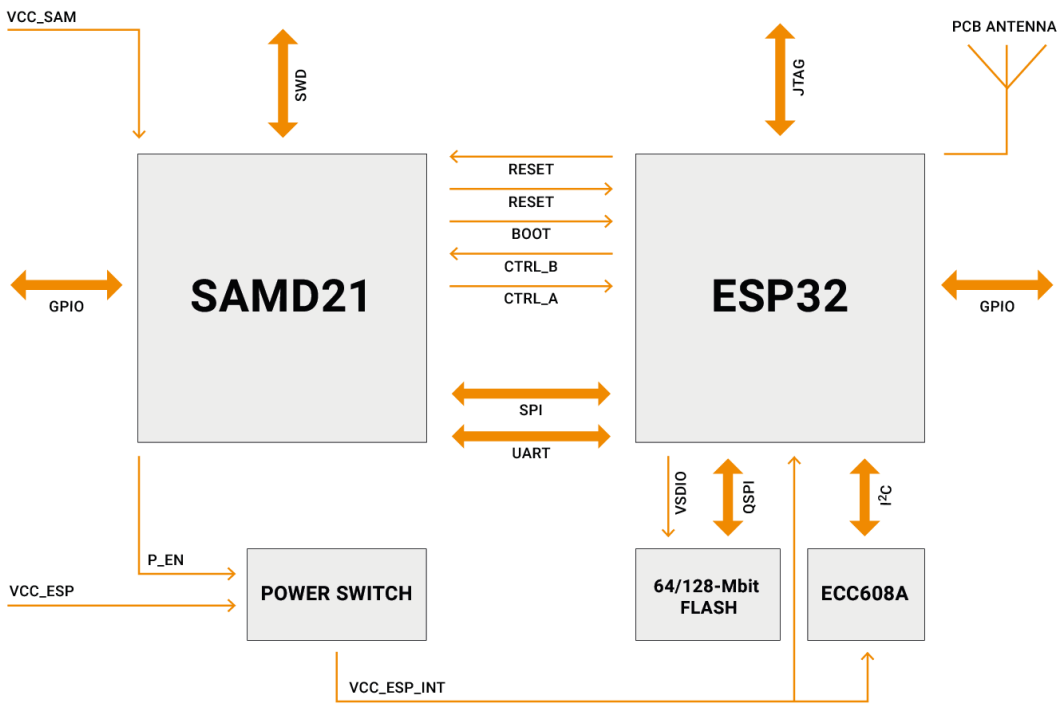 VCC_SAM
PCB ANTENNA
SWD
JTAG
RESET
RESET
BOOT
CTRL_B
CTRL_A
SAMD21
ESP32
GPIO
GPIO
SPI
UART
VSDIO
QSPI
I²C
P_EN
VCC_ESP
POWER SWITCH
64/128-Mbit
FLASH
ECC608A
VCC_ESP_INT